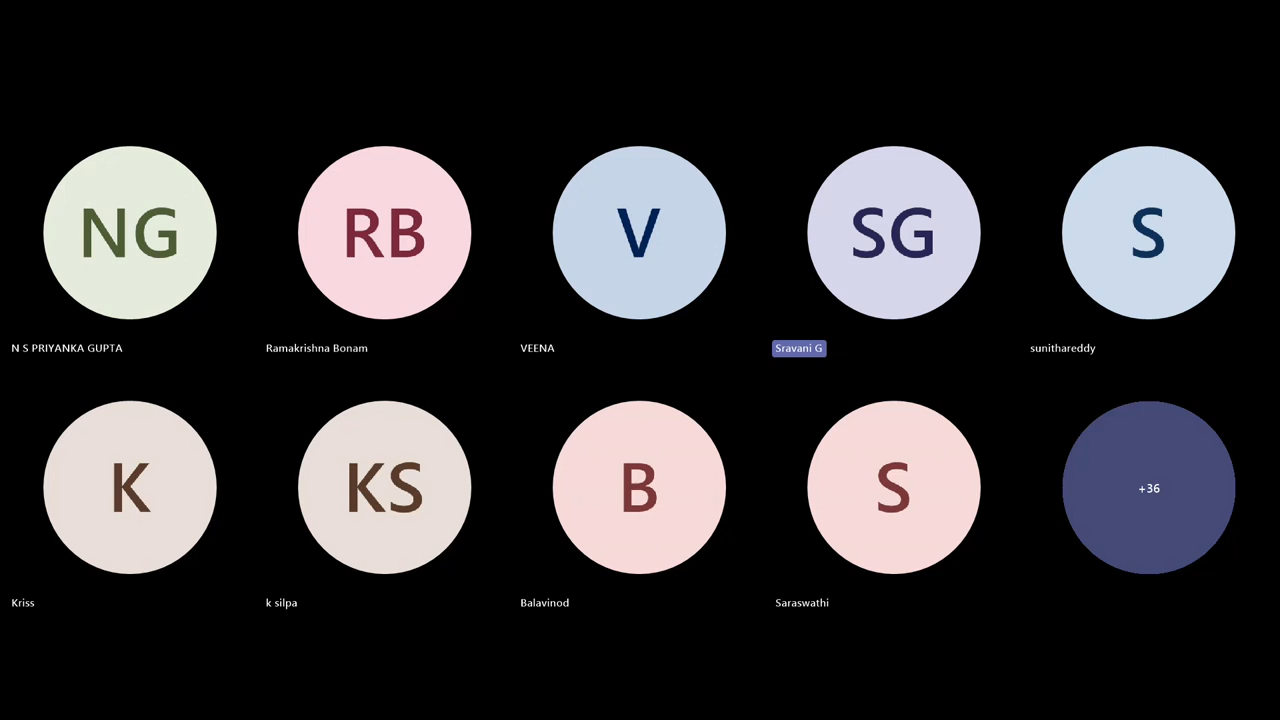 NG
RB
V
SG
S
N S PRIYANKA GUPTA
Ramakrishna Bonam
VEENA
Sravani G
sunithareddy
K
KS
B
S
+36
Kriss
k silpa
Balavinod
Saraswathi